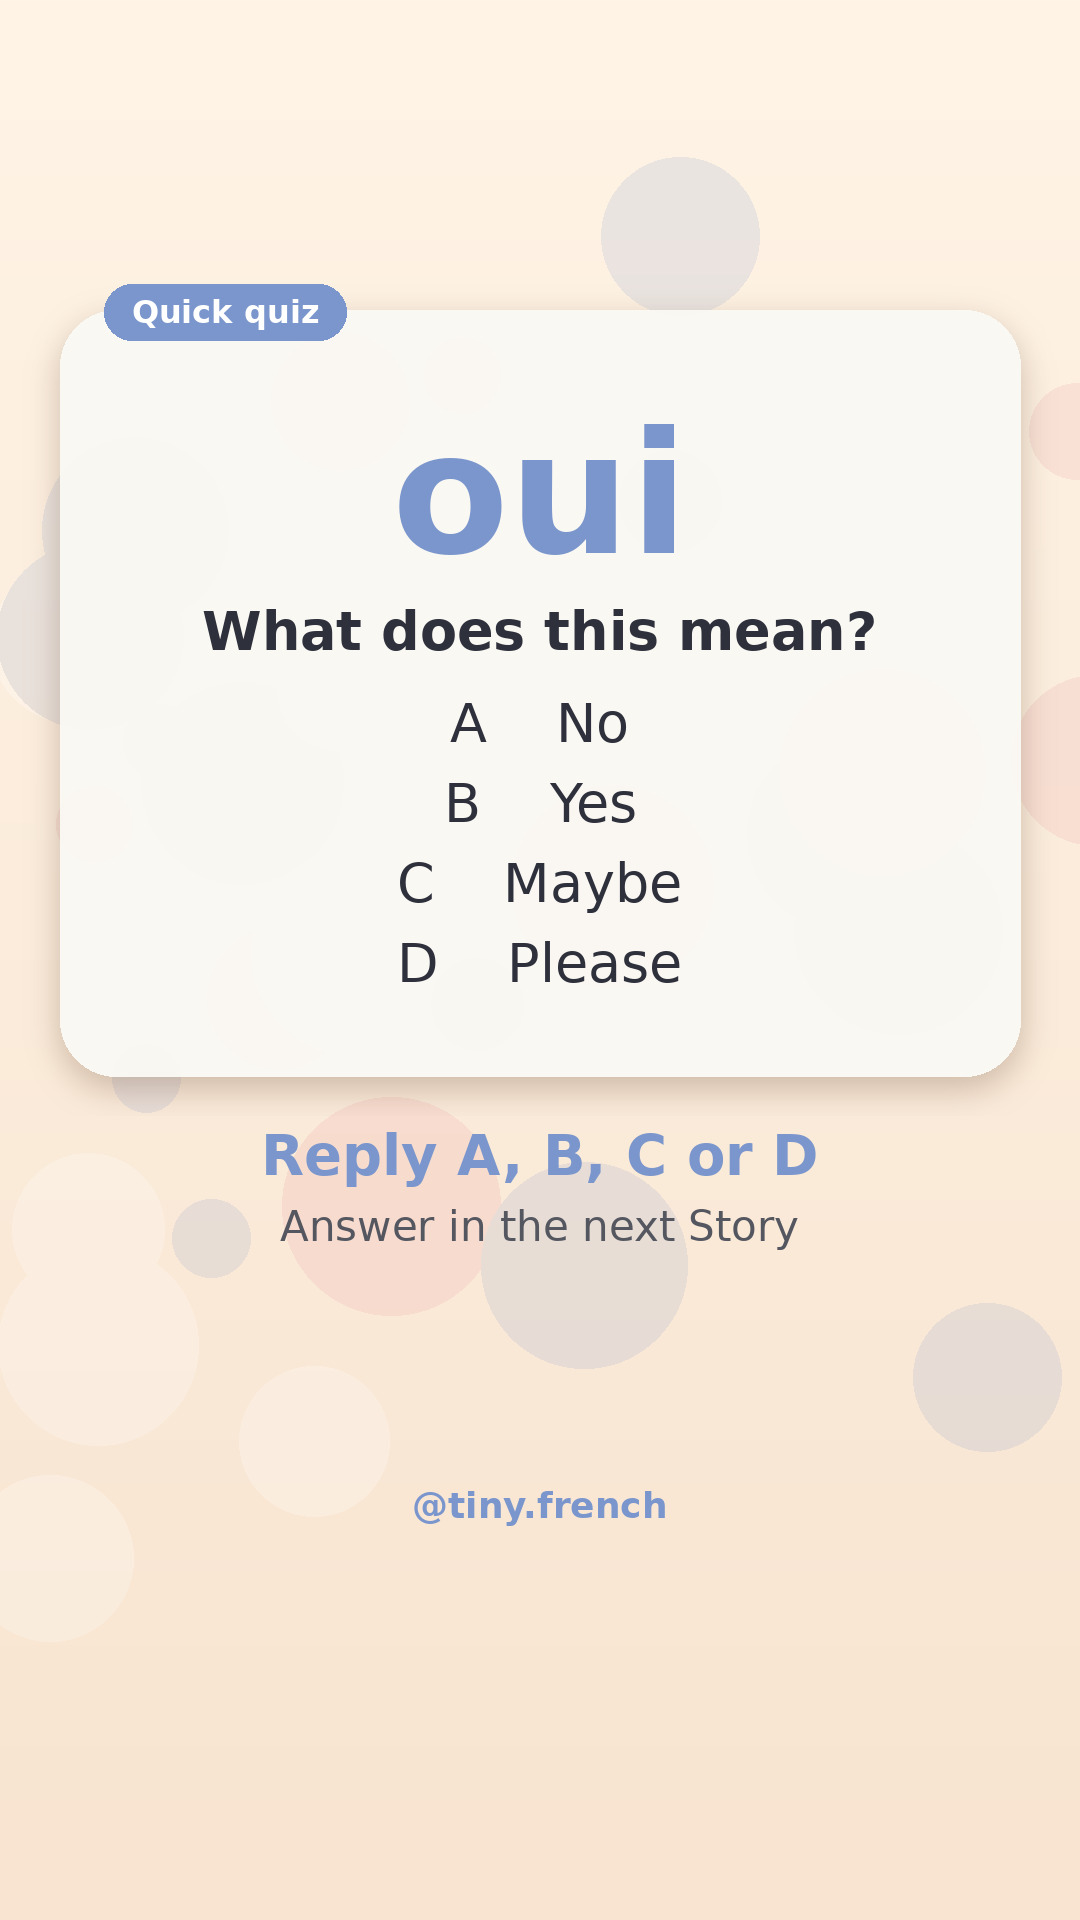 Quick quiz
oui
What does this mean?
A No
B Yes
C Maybe
D Please
Reply A, B, C or D
Answer in the next Story
@tiny.french